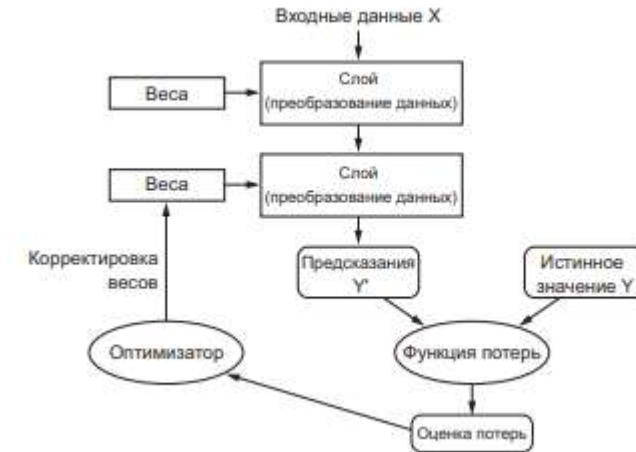 Входные данные X
Слой
(преобразование данных)
Веса
Слой
(преобразование данных)
Веса
Корректировка
весов
Предсказания
Y'
Истинное
значение Y
Оптимизатор
Функция потерь
Оценка потерь